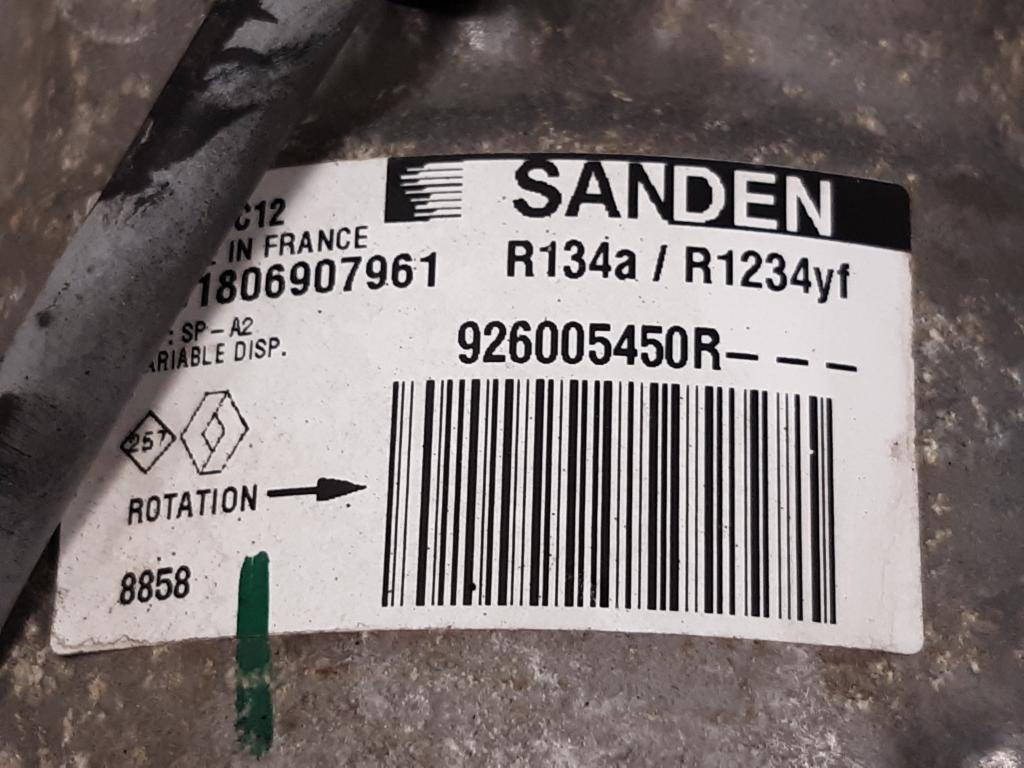 SANDEN
C12
IN FRANCE
R134a / R1234yf
1806907961
: SP-A2
926005450R---
ARIABLE DISP.
257
ROTATION
8858